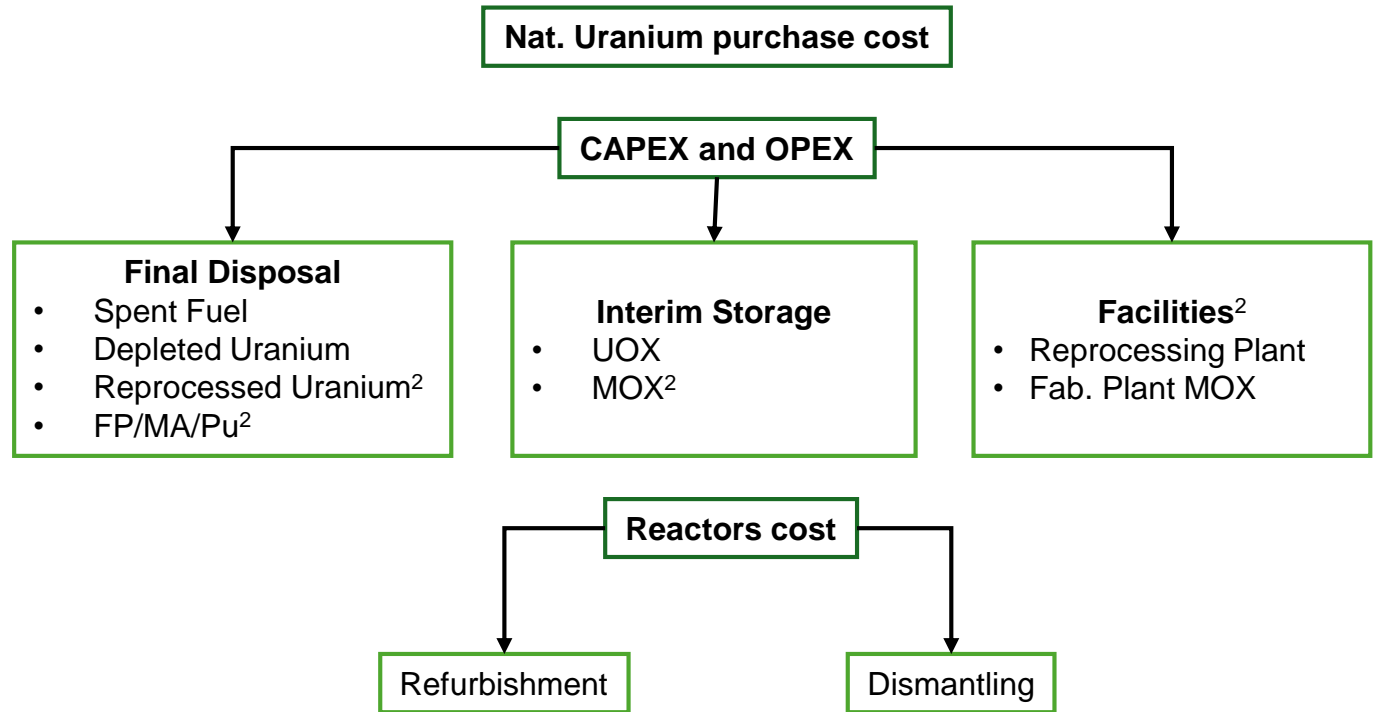 Nat. Uranium purchase cost
CAPEX and OPEX
Final Disposal
• Spent Fuel
• Depleted Uranium
• Reprocessed Uranium²
• FP/MA/Pu²
Interim Storage
• UOX
• MOX²
Facilities²
• Reprocessing Plant
• Fab. Plant MOX
Reactors cost
Refurbishment
Dismantling